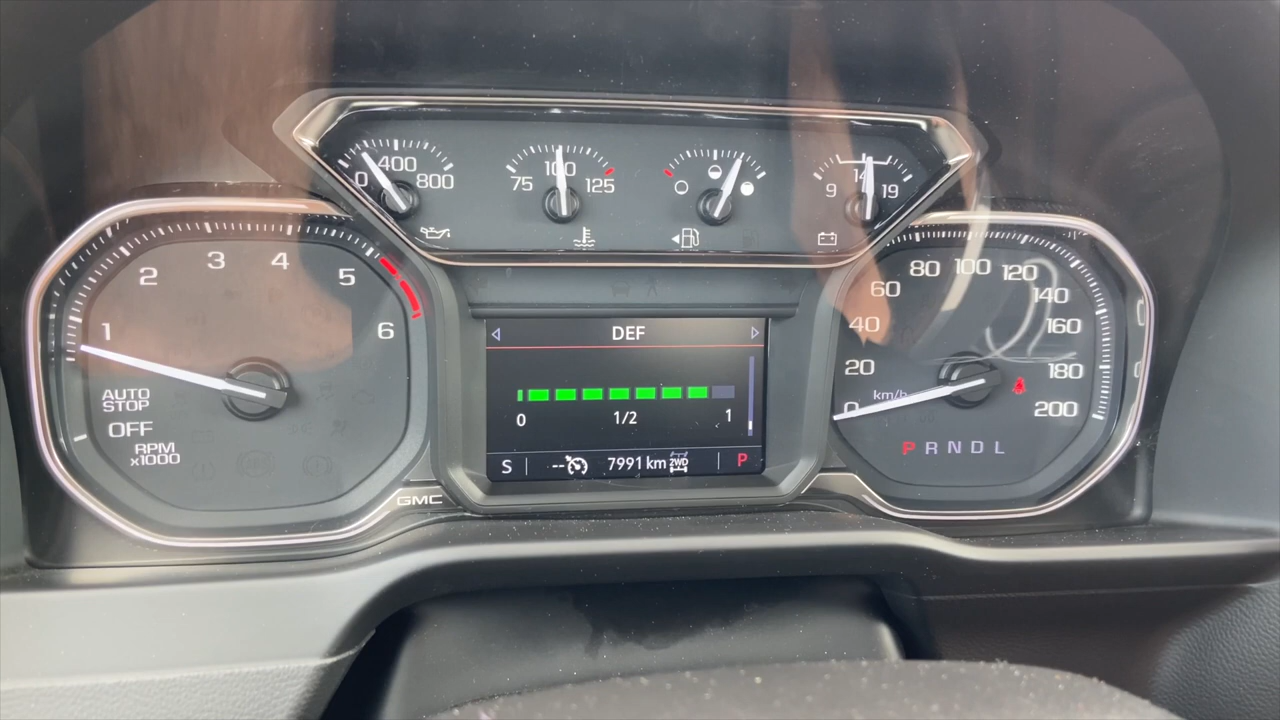 0 400 800
75 100 125
9 14 19
1 2 3 4 5 6
AUTO
STOP
OFF
RPM
x1000
GMC
DEF
0 1/2 1
S -- 7991 km 2WD P
0 20 40 60 80 100 120 140 160 180 200
km/h
P R N D L